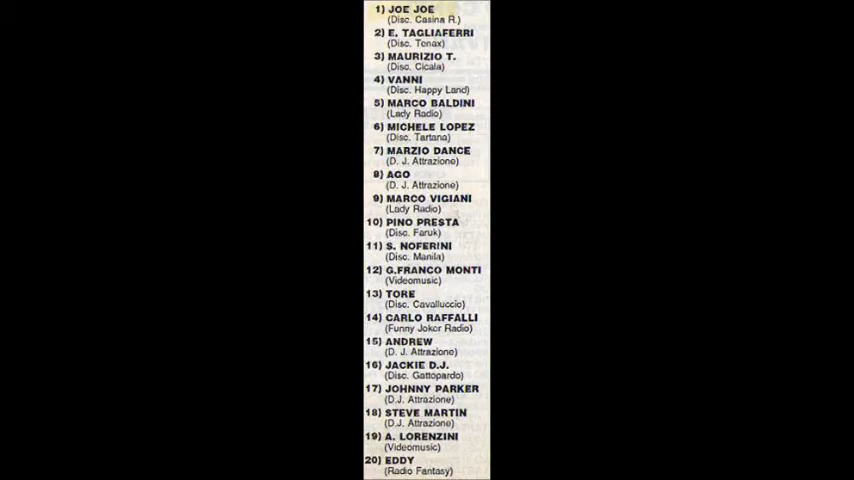 1) JOE JOE
(Disc. Casina R.)
2) E. TAGLIAFERRI
(Disc. Tenax)
3) MAURIZIO T.
(Disc. Cicala)
4) VANNI
(Disc. Happy Land)
5) MARCO BALDINI
(Lady Radio)
6) MICHELE LOPEZ
(Disc. Tartana)
7) MARZIO DANCE
(D. J. Attrazione)
8) AGO
(D. J. Attrazione)
9) MARCO VIGIANI
(Lady Radio)
10) PINO PRESTA
(Disc. Faruk)
11) S. NOFERINI
(Disc. Manila)
12) G.FRANCO MONTI
(Videomusic)
13) TORE
(Disc. Cavalluccio)
14) CARLO RAFFALLI
(Funny Joker Radio)
15) ANDREW
(D. J. Attrazione)
16) JACKIE D.J.
(Disc. Gattopardo)
17) JOHNNY PARKER
(D.J. Attrazione)
18) STEVE MARTIN
(D.J. Attrazione)
19) A. LORENZINI
(Videomusic)
20) EDDY
(Radio Fantasy)